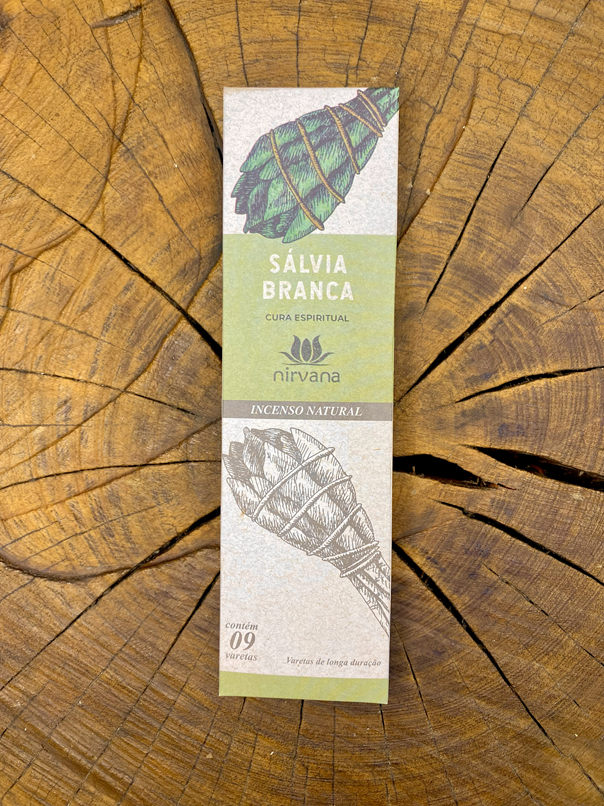 SÁLVIA
BRANCA
CURA ESPIRITUAL
nirvana
INCENSO NATURAL
contém
09
varetas
Varetas de longa duração